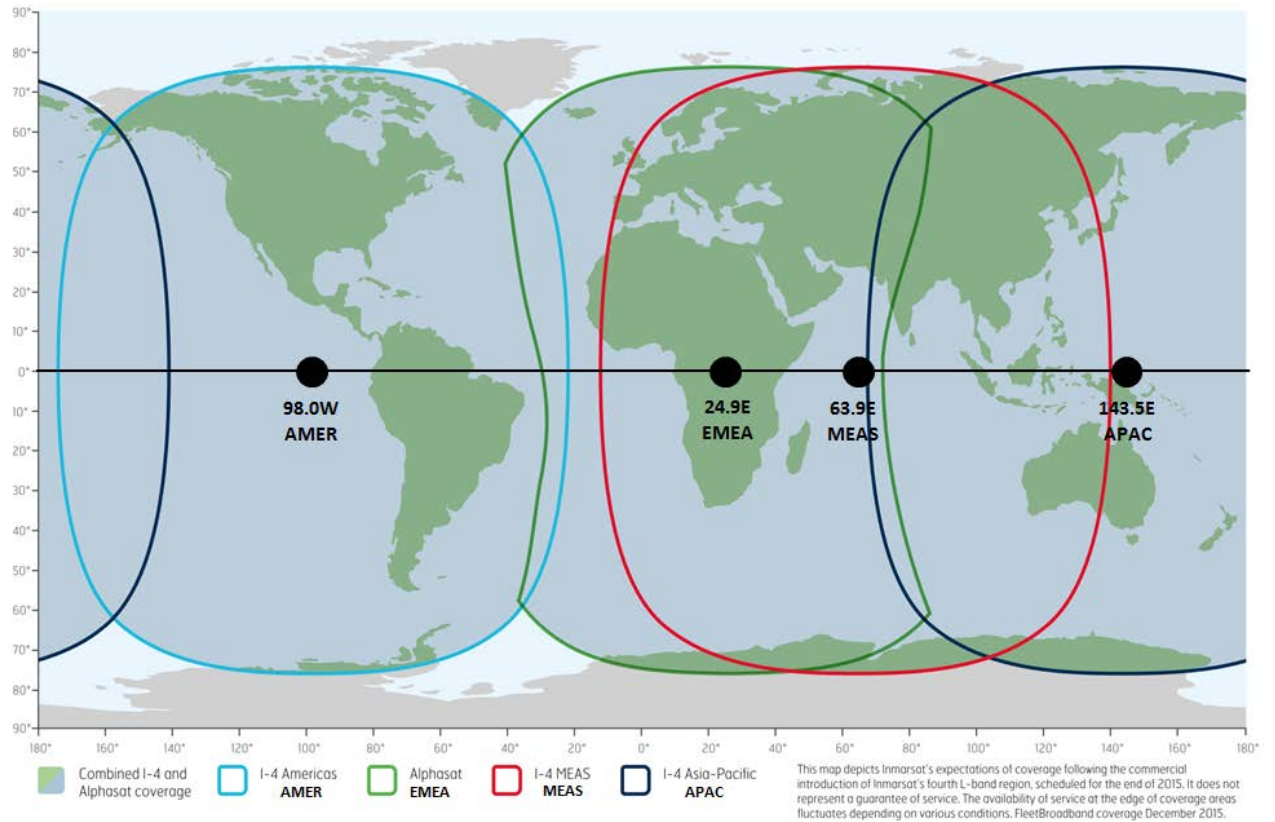 90°
80°
70°
60°
50°
40°
30°
20°
10°
0°
10°
20°
30°
40°
50°
60°
70°
80°
90°
98.0W
AMER
24.9E
EMEA
63.9E
MEAS
143.5E
APAC
180° 160° 140° 120° 100° 80° 60° 40° 20° 0° 20° 40° 60° 80° 100° 120° 140° 160° 180°
Combined I-4 and
Alphasat coverage
I-4 Americas
AMER
Alphasat
EMEA
I-4 MEAS
MEAS
I-4 Asia-Pacific
APAC
This map depicts Inmarsat's expectations of coverage following the commercial
introduction of Inmarsat's fourth L-band region, scheduled for the end of 2015. It does not
represent a guarantee of service. The availability of service at the edge of coverage areas
fluctuates depending on various conditions. FleetBroadband coverage December 2015.